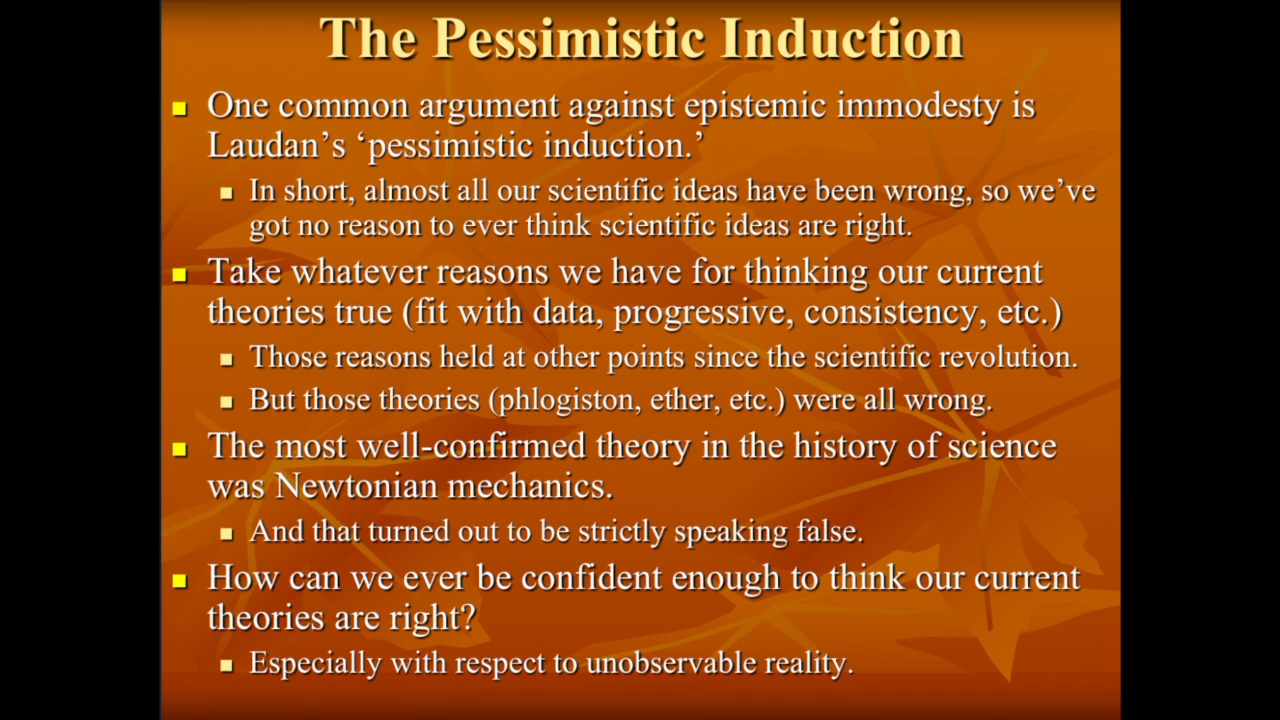 The Pessimistic Induction
One common argument against epistemic immodesty is
Laudan’s ‘pessimistic induction.’
In short, almost all our scientific ideas have been wrong, so we’ve
got no reason to ever think scientific ideas are right.
Take whatever reasons we have for thinking our current
theories true (fit with data, progressive, consistency, etc.)
Those reasons held at other points since the scientific revolution.
But those theories (phlogiston, ether, etc.) were all wrong.
The most well-confirmed theory in the history of science
was Newtonian mechanics.
And that turned out to be strictly speaking false.
How can we ever be confident enough to think our current
theories are right?
Especially with respect to unobservable reality.